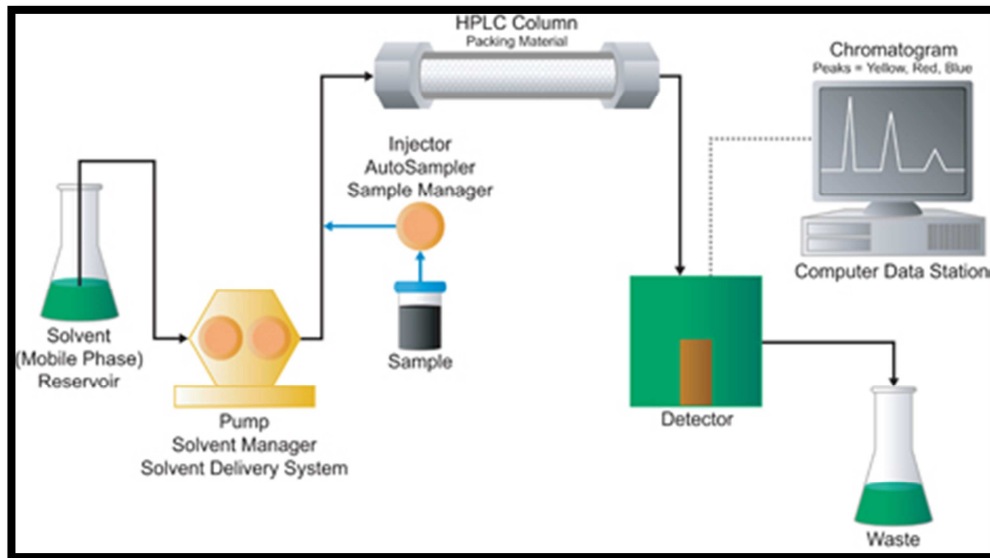 HPLC Column
Packing Material
Chromatogram
Peaks = Yellow, Red, Blue
Injector
AutoSampler
Sample Manager
Computer Data Station
Solvent
(Mobile Phase)
Reservoir
Sample
Pump
Solvent Manager
Solvent Delivery System
Detector
Waste